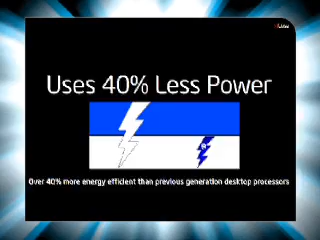 Uses 40% Less Power
Over 40% more energy efficient than previous generation desktop processors